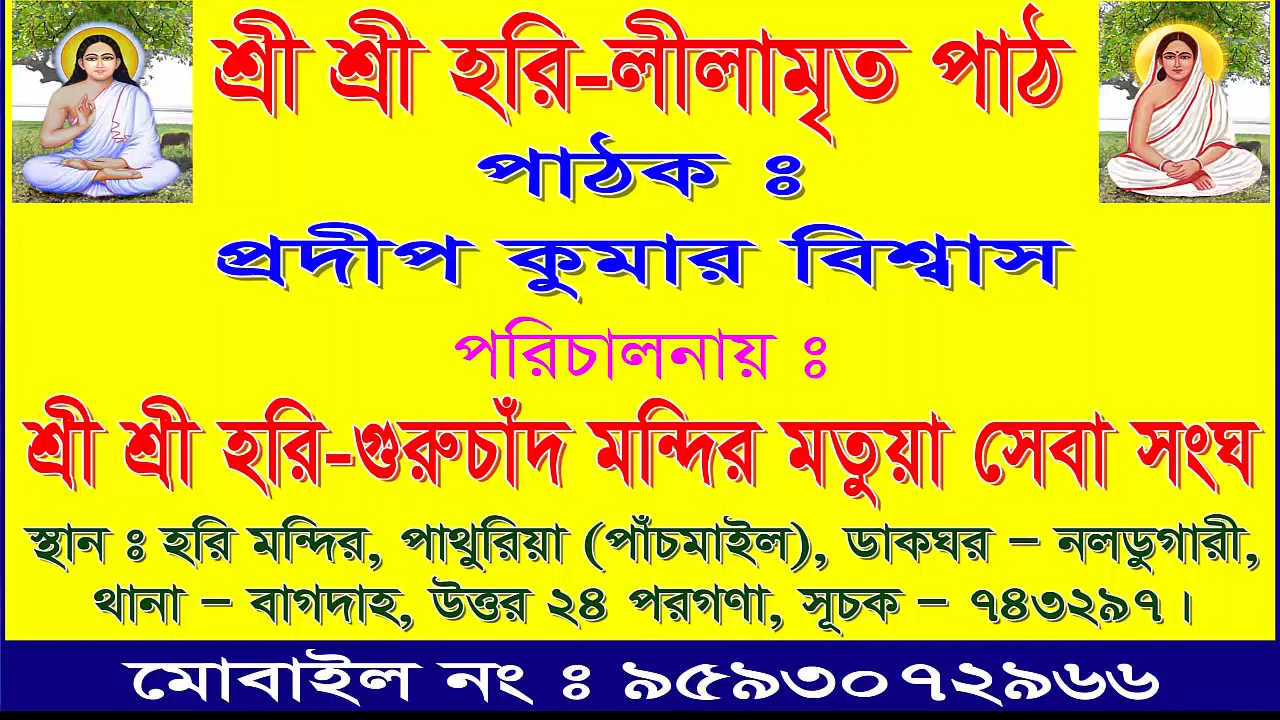 শ্রী শ্রী হরি-লীলামৃত পাঠ
পাঠক ঃ
প্রদীপ কুমার বিশ্বাস
পরিচালনায় ঃ
শ্রী শ্রী হরি-গুরুচাঁদ মন্দির মতুয়া সেবা সংঘ
স্থান ঃ হরি মন্দির, পাথুরিয়া (পাঁচমাইল), ডাকঘর – নলডুগারী,
থানা – বাগদাহ, উত্তর ২৪ পরগণা, সূচক – ৭৪৩২৯৭।
মোবাইল নং ঃ ৯৫৯৩০৭২৯৬৬